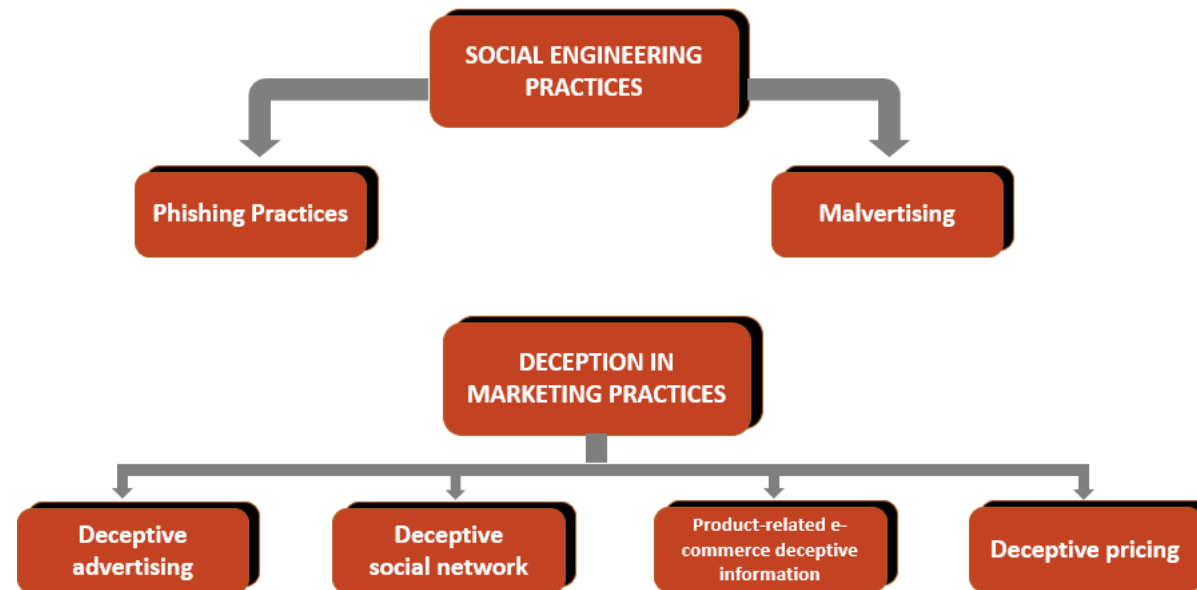 SOCIAL ENGINEERING
PRACTICES
Phishing Practices
Malvertising
DECEPTION IN
MARKETING PRACTICES
Deceptive
advertising
Deceptive
social network
Product-related e-
commerce deceptive
information
Deceptive pricing